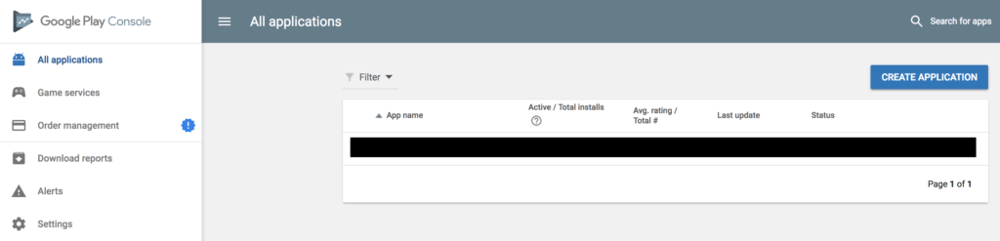 Google Play Console
All applications
Search for apps
All applications
Game services
Order management
Download reports
Alerts
Settings
Filter
CREATE APPLICATION
App name
Active / Total installs
Avg. rating /
Total #
Last update
Status
Page 1 of 1